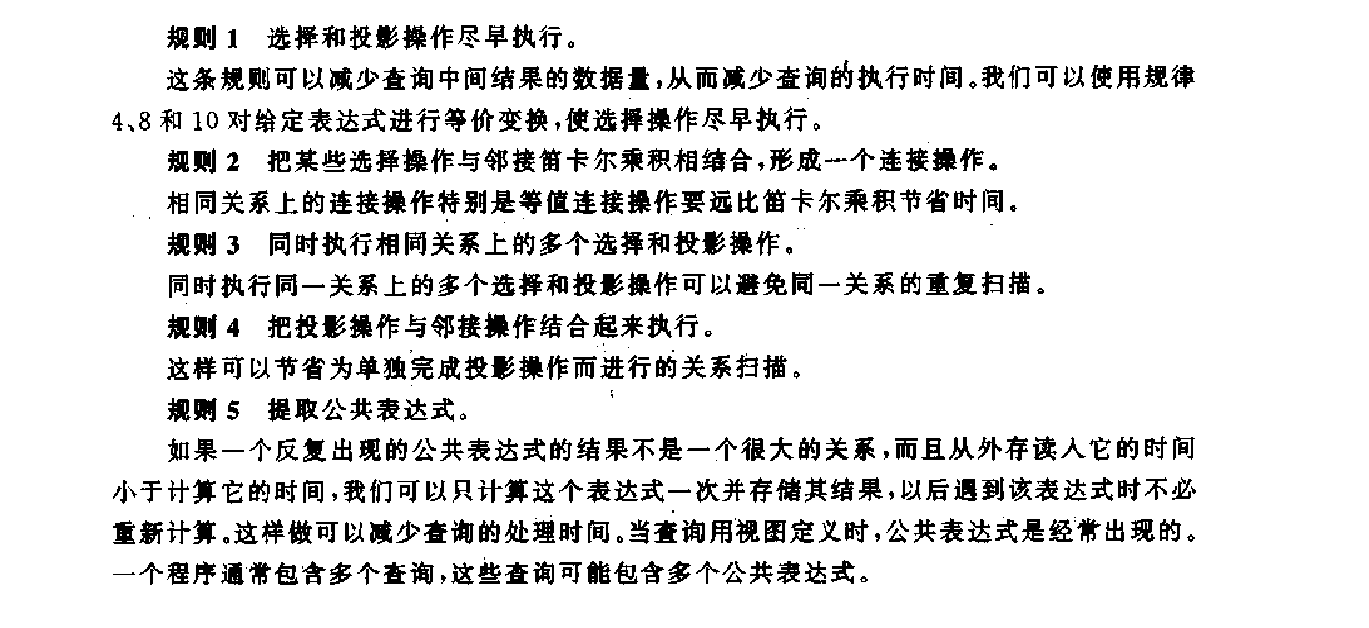 规则 1 选择和投影操作尽早执行。
这条规则可以减少查询中间结果的数据量,从而减少查询的执行时间。我们可以使用规律
4、8 和 10 对给定表达式进行等价变换,使选择操作尽早执行。
规则 2 把某些选择操作与邻接笛卡尔乘积相结合,形成一个连接操作。
相同关系上的连接操作特别是等值连接操作要远比笛卡尔乘积节省时间。
规则 3 同时执行相同关系上的多个选择和投影操作。
同时执行同一关系上的多个选择和投影操作可以避免同一关系的重复扫描。
规则 4 把投影操作与邻接操作结合起来执行。
这样可以节省为单独完成投影操作而进行的关系扫描。
规则 5 提取公共表达式。
如果一个反复出现的公共表达式的结果不是一个很大的关系,而且从外存读入它的时间
小于计算它的时间,我们可以只计算这个表达式一次并存储其结果,以后遇到该表达式时不必
重新计算。这样做可以减少查询的处理时间。当查询用视图定义时,公共表达式是经常出现的。
一个程序通常包含多个查询,这些查询可能包含多个公共表达式。